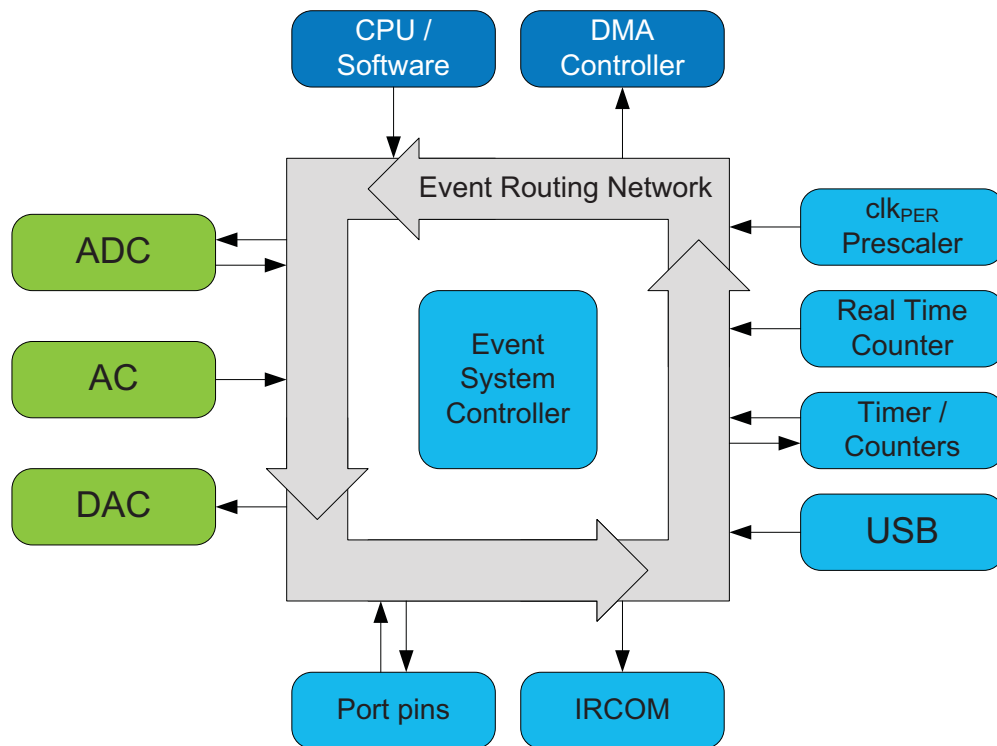 CPU /
Software
DMA
Controller
Event Routing Network
ADC
clkPER
Prescaler
Real Time
Counter
Event
System
Controller
AC
Timer /
Counters
DAC
USB
Port pins
IRCOM